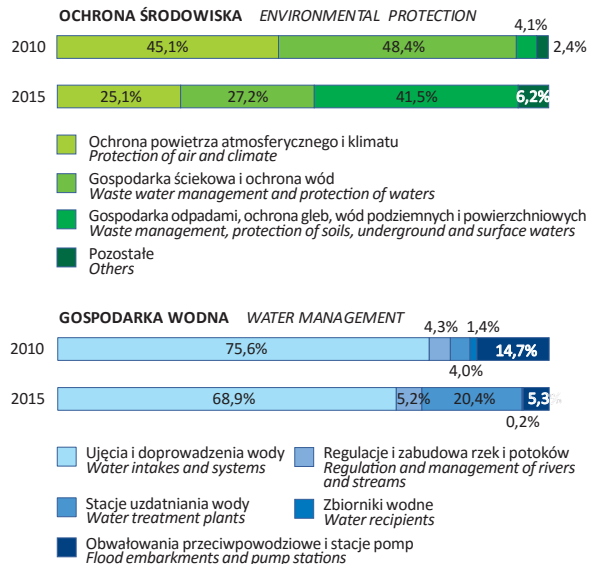 OCHRONA ŚRODOWISKA ENVIRONMENTAL PROTECTION
4,1%
2010 45,1% 48,4% 2,4%
2015 25,1% 27,2% 41,5% 6,2%
Ochrona powietrza atmosferycznego i klimatu
Protection of air and climate
Gospodarka ściekowa i ochrona wód
Waste water management and protection of waters
Gospodarka odpadami, ochrona gleb, wód podziemnych i powierzchniowych
Waste management, protection of soils, underground and surface waters
Pozostałe
Others
GOSPODARKA WODNA WATER MANAGEMENT
4,3% 1,4%
2010 75,6% 14,7%
4,0%
2015 68,9% 5,2% 20,4% 5,3%
0,2%
Ujęcia i doprowadzenia wody
Water intakes and systems
Regulacje i zabudowa rzek i potoków
Regulation and management of rivers
and streams
Stacje uzdatniania wody
Water treatment plants
Zbiorniki wodne
Water recipients
Obwałowania przeciwpowodziowe i stacje pomp
Flood embarkments and pump stations